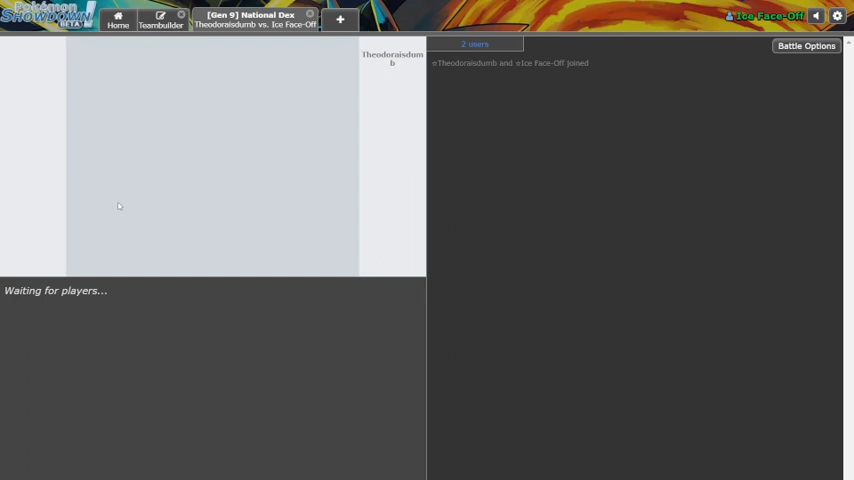 Pokémon
SHOWDOWN!
BETA
Home
Teambuilder
[Gen 9] National Dex
Theodoraisdumb vs. Ice Face-Off
+
Ice Face-Off
2 users
Battle Options
☆Theodoraisdumb and ☆Ice Face-Off joined
Theodoraisdum
b
Waiting for players...